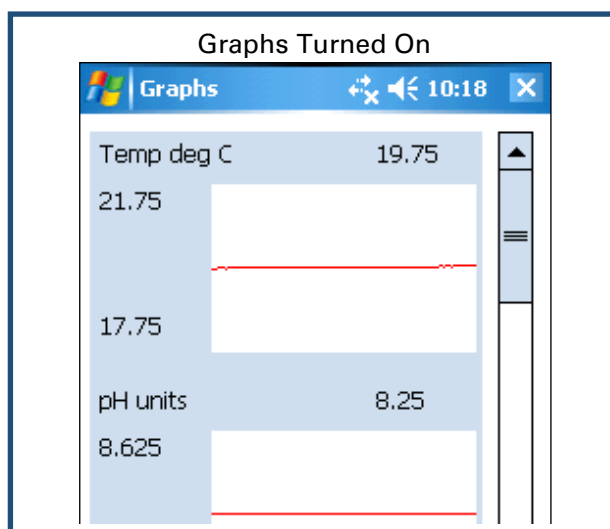 Graphs Turned On
Graphs 10:18
Temp deg C 19.75
21.75
17.75
pH units 8.25
8.625